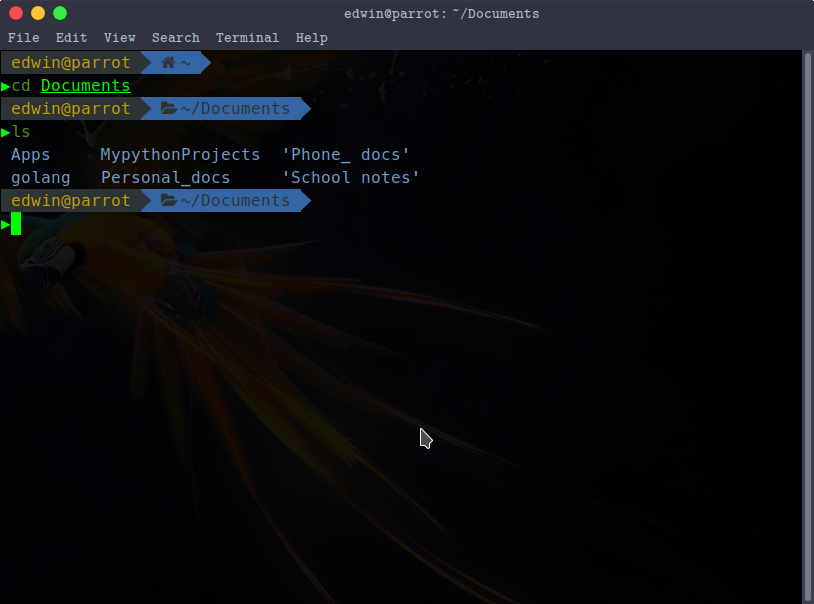 edwin@parrot: ~/Documents
File Edit View Search Terminal Help
edwin@parrot ~
cd Documents
edwin@parrot ~/Documents
ls
Apps MypythonProjects 'Phone_ docs'
golang Personal_docs 'School notes'
edwin@parrot ~/Documents